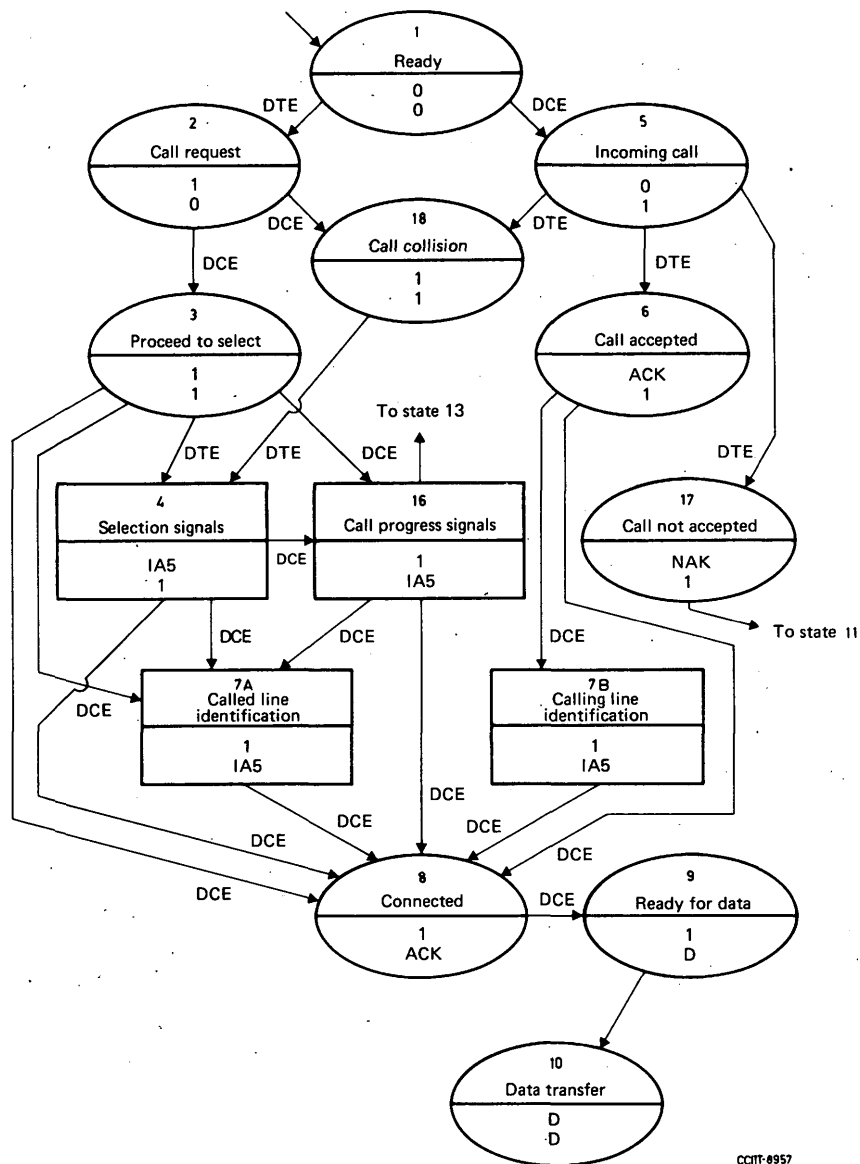 1
Ready
0
0
DTE
DCE
2
Call request
1
0
5
Incoming call
0
1
DCE
18
Call collision
1
1
DTE
DCE
DTE
3
Proceed to select
1
1
6
Call accepted
ACK
1
To state 13
DTE
DTE
DCE
DTE
4
Selection signals
IA5
1
DCE
16
Call progress signals
1
IA5
17
Call not accepted
NAK
1
To state 11
DCE
DCE
DCE
DCE
7A
Called line
identification
1
IA5
7B
Calling line
identification
1
IA5
DCE
DCE
DCE
DCE
DCE
DCE
8
Connected
1
ACK
DCE
9
Ready for data
1
D
DCE
10
Data transfer
D
D
CCITT-8957